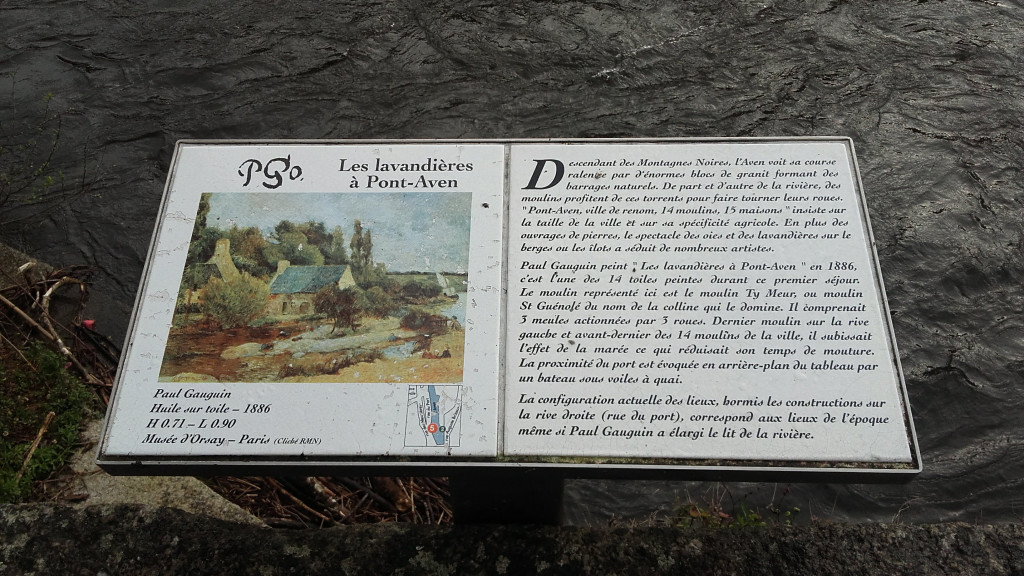 PGo.
Les lavandières
à Pont-Aven
Paul Gauguin
Huile sur toile – 1886
H 0.71 – L 0.90
Musée d'Orsay – Paris (Cliché RMN)
Descendant des Montagnes Noires, l'Aven voit sa course
ralentie par d'énormes blocs de granit formant des
barrages naturels. De part et d'autre de la rivière, des
moulins profitent de ces torrents pour faire tourner leurs roues.
"Pont-Aven, ville de renom, 14 moulins, 15 maisons" insiste sur
la taille de la ville et sur sa spécificité agricole. En plus des
ouvrages de pierres, le spectacle des oies et des lavandières sur le
berges ou les îlots a séduit de nombreux artistes.
Paul Gauguin peint "Les lavandières à Pont-Aven" en 1886,
c'est l'une des 14 toiles peintes durant ce premier séjour.
Le moulin représenté ici est le moulin Ty Meur, ou moulin
St Guénolé du nom de la colline qui le domine. Il comprenait
3 meules actionnées par 3 roues. Dernier moulin sur la rive
gauche et avant-dernier des 14 moulins de la ville, il subissait
l'effet de la marée ce qui réduisait son temps de mouture.
La proximité du port est évoquée en arrière-plan du tableau par
un bateau sous voiles à quai.
La configuration actuelle des lieux, hormis les constructions sur
la rive droite (rue du port), correspond aux lieux de l'époque
même si Paul Gauguin a élargi le lit de la rivière.